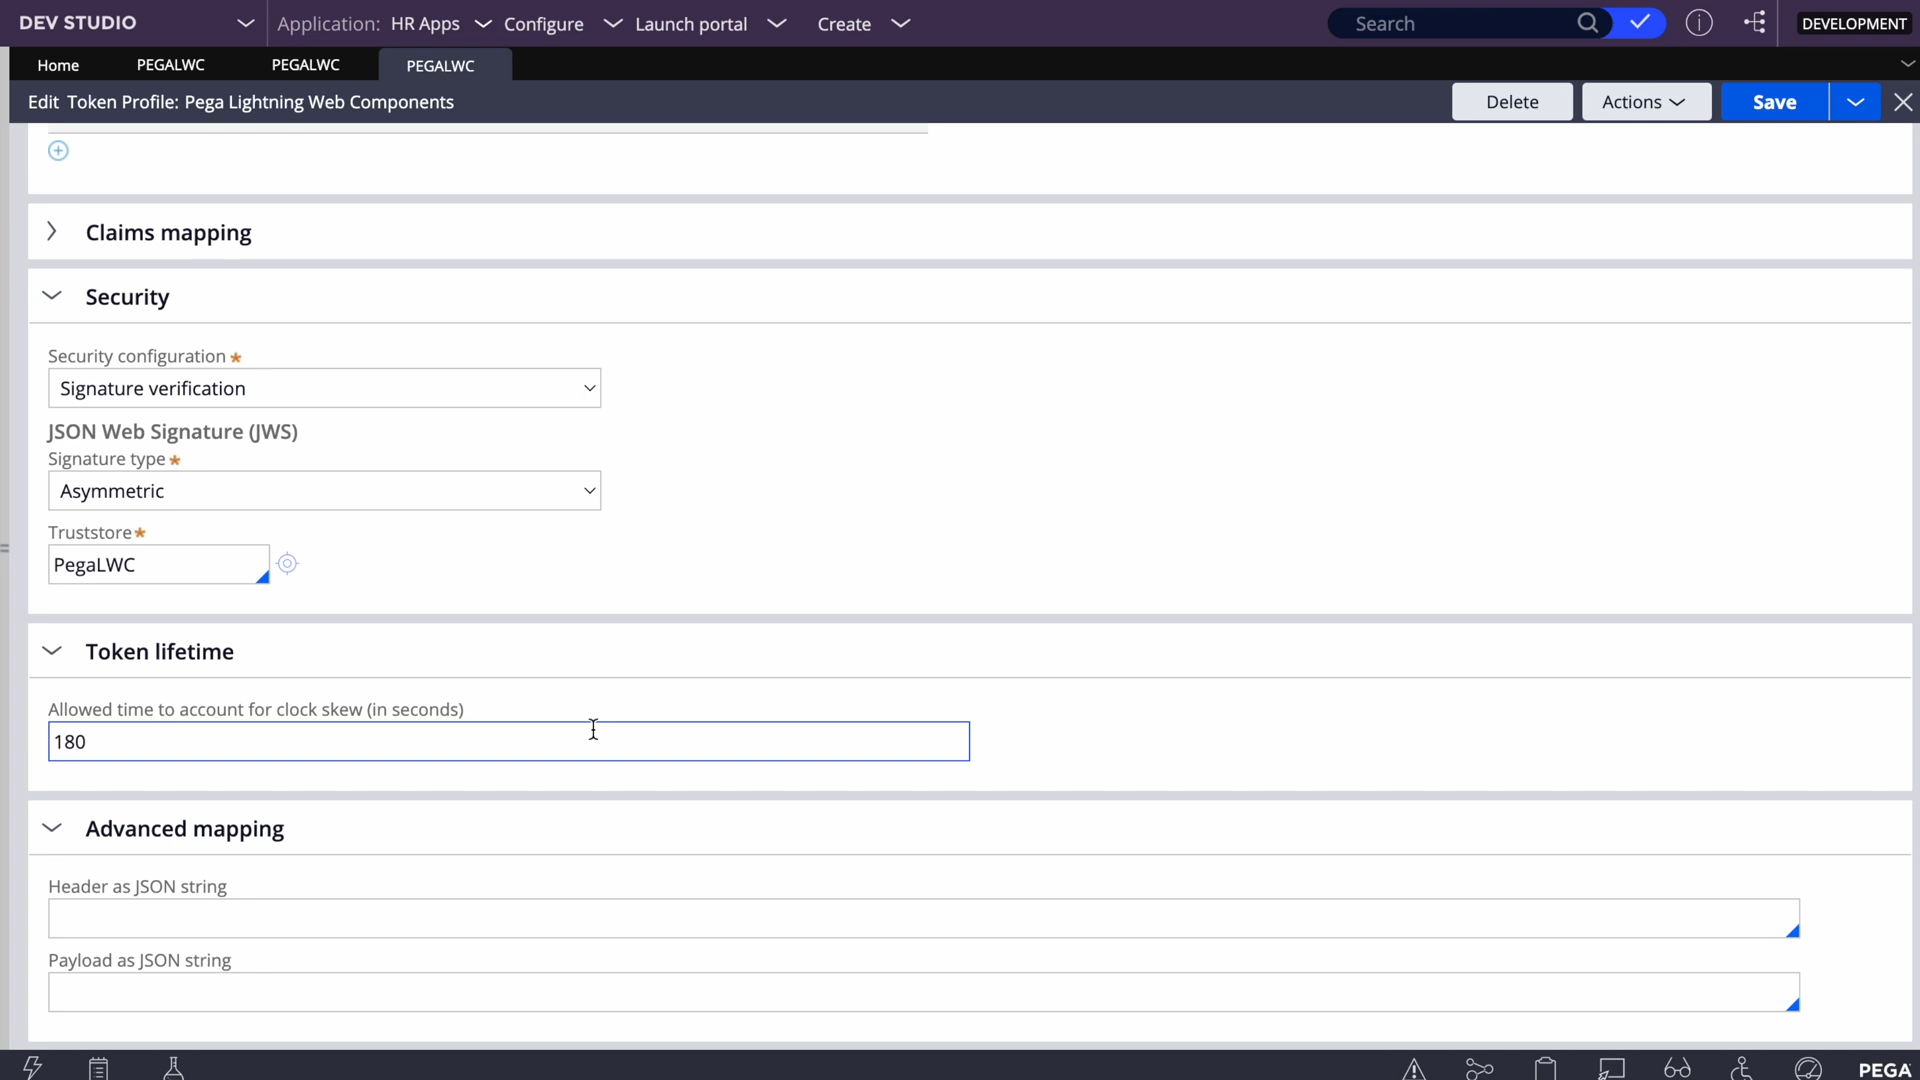 DEV STUDIO Application: HR Apps Configure Launch portal Create Search DEVELOPMENT
Home PEGALWC PEGALWC PEGALWC
Edit Token Profile: Pega Lightning Web Components Delete Actions Save
Claims mapping
Security
Security configuration *
Signature verification
JSON Web Signature (JWS)
Signature type *
Asymmetric
Truststore *
PegaLWC
Token lifetime
Allowed time to account for clock skew (in seconds)
180
Advanced mapping
Header as JSON string
Payload as JSON string
PEGA